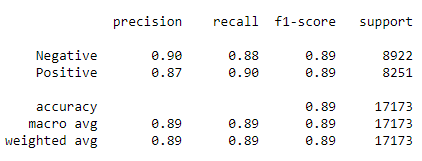 precision recall f1-score support
Negative 0.90 0.88 0.89 8922
Positive 0.87 0.90 0.89 8251
accuracy 0.89 17173
macro avg 0.89 0.89 0.89 17173
weighted avg 0.89 0.89 0.89 17173